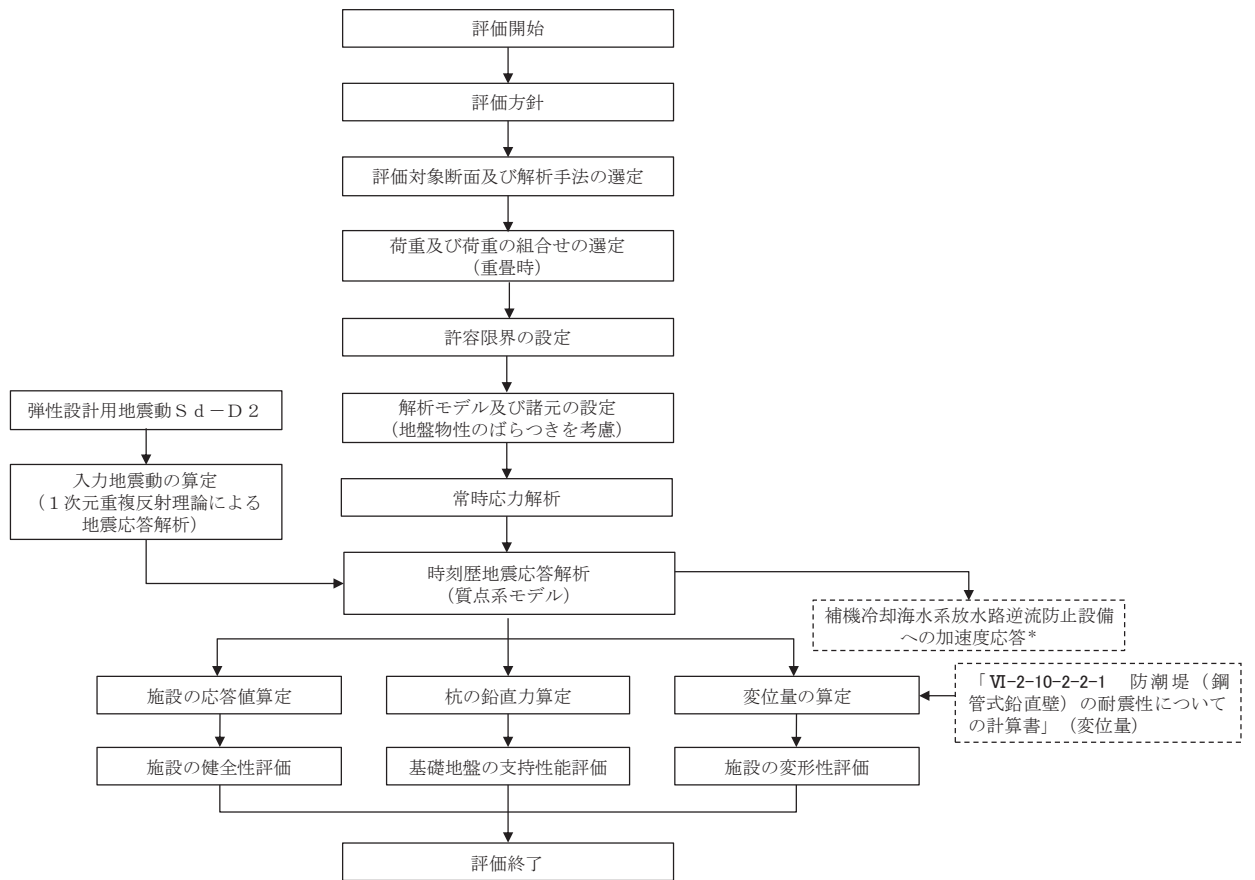 評価開始
評価方針
評価対象断面及び解析手法の選定
荷重及び荷重の組合せの選定
（重畳時）
許容限界の設定
弾性設計用地震動Ｓｄ－Ｄ２
解析モデル及び諸元の設定
（地盤物性のばらつきを考慮）
入力地震動の算定
（１次元重複反射理論による
地震応答解析）
常時応力解析
時刻歴地震応答解析
（質点系モデル）
補機冷却海水系放水路逆流防止設備
への加速度応答*
施設の応答値算定
杭の鉛直力算定
変位量の算定
「Ⅵ-2-10-2-2-1　防潮堤（鋼
管式鉛直壁）の耐震性について
の計算書」（変位量）
施設の健全性評価
基礎地盤の支持性能評価
施設の変形性評価
評価終了